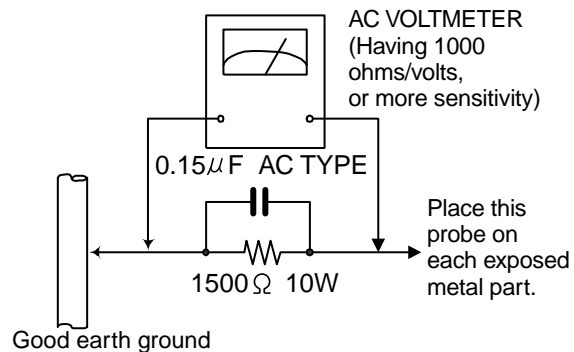 AC VOLTMETER
(Having 1000
ohms/volts,
or more sensitivity)
0.15μF AC TYPE
Place this
probe on
each exposed
metal part.
1500Ω 10W
Good earth ground